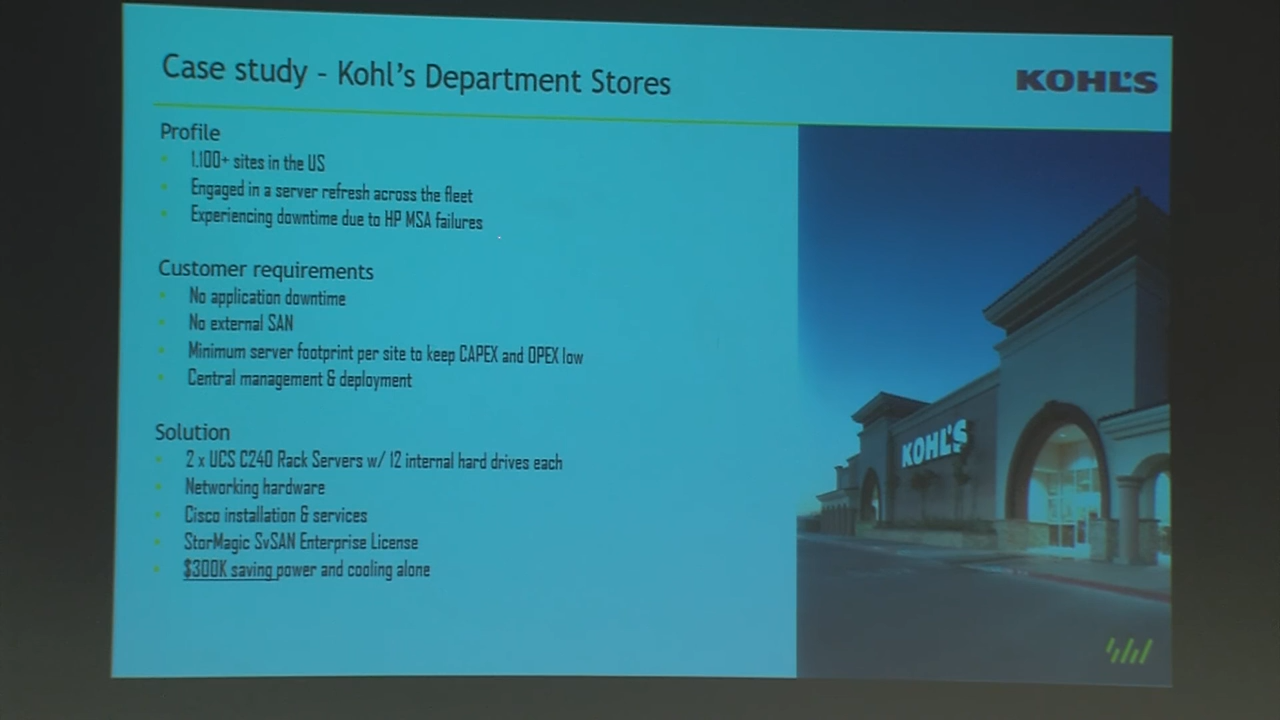 Case study - Kohl's Department Stores
KOHL'S
Profile
1,100+ sites in the US
Engaged in a server refresh across the fleet
Experiencing downtime due to HP MSA failures
Customer requirements
No application downtime
No external SAN
Minimum server footprint per site to keep CAPEX and OPEX low
Central management & deployment
Solution
2 x UCS C240 Rack Servers w/ 12 internal hard drives each
Networking hardware
Cisco installation & services
StorMagic SvSAN Enterprise License
$300K saving power and cooling alone
KOHL'S